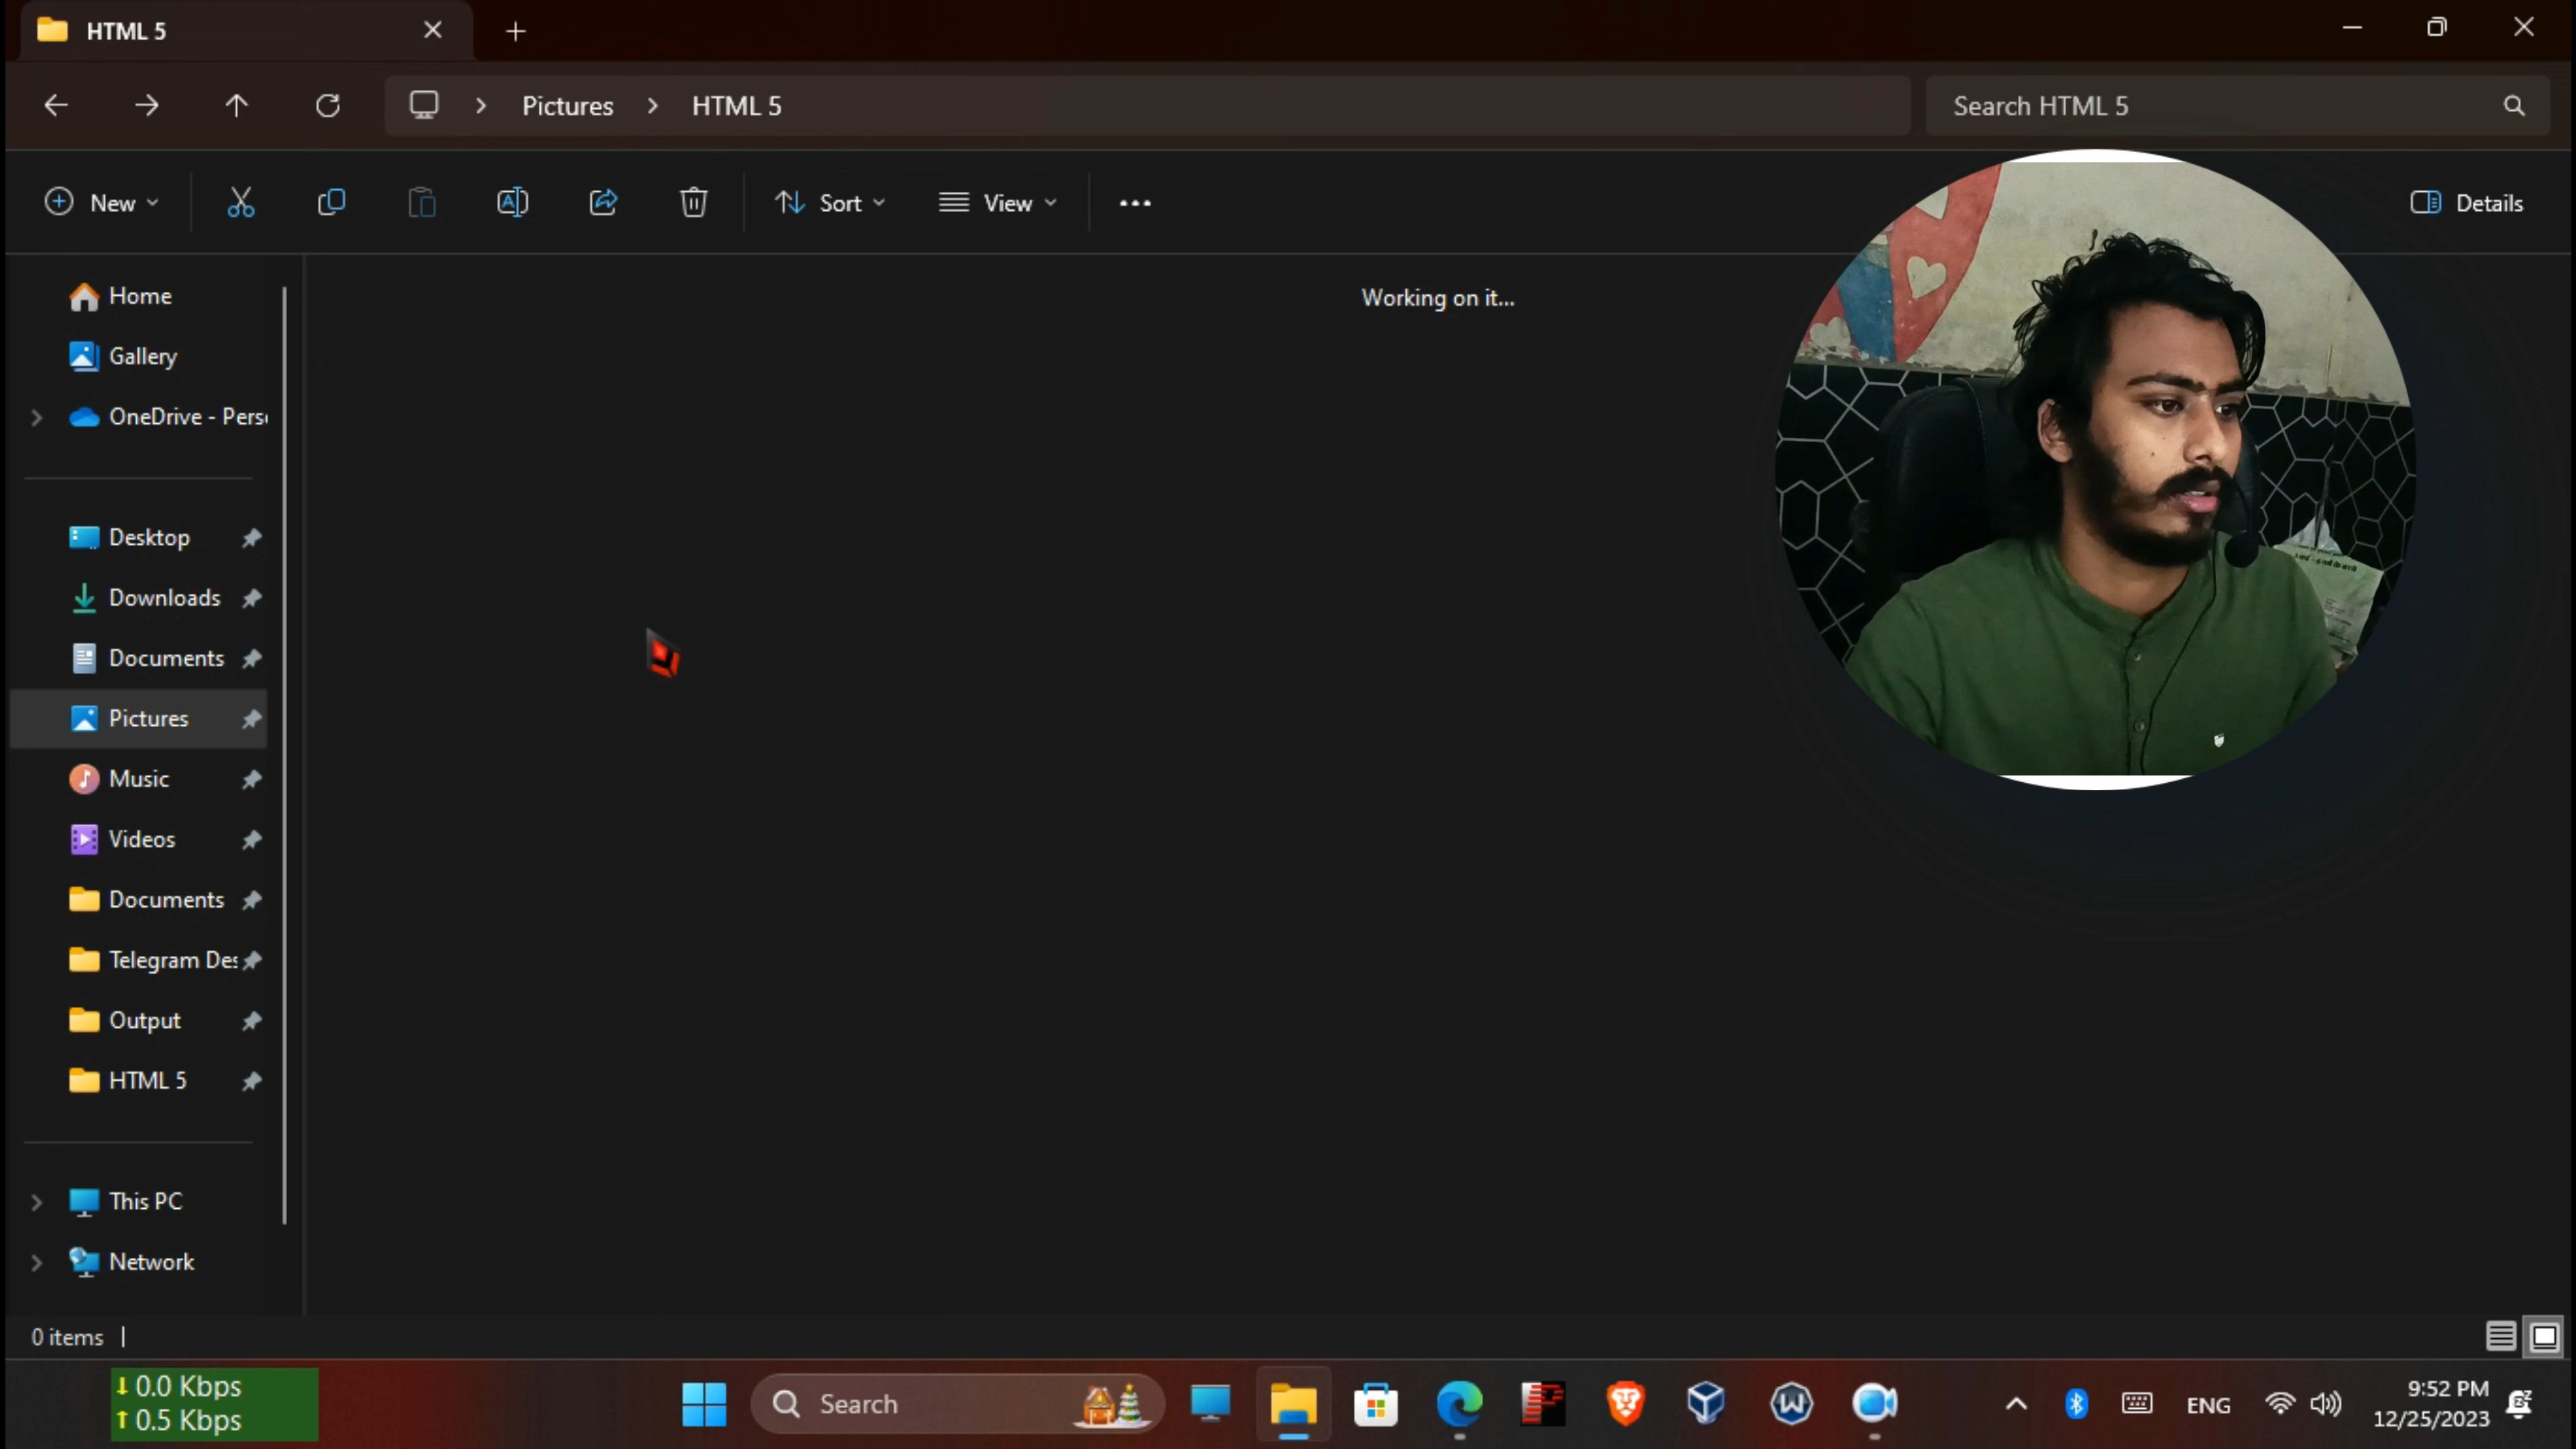 HTML 5
Pictures
HTML 5
Search HTML 5
New
Sort
View
Details
Working on it...
Home
Gallery
OneDrive - Pers
Desktop
Downloads
Documents
Pictures
Music
Videos
Documents
Telegram Des
Output
HTML 5
This PC
Network
0 items
0.0 Kbps
0.5 Kbps
Search
ENG
9:52 PM
12/25/2023